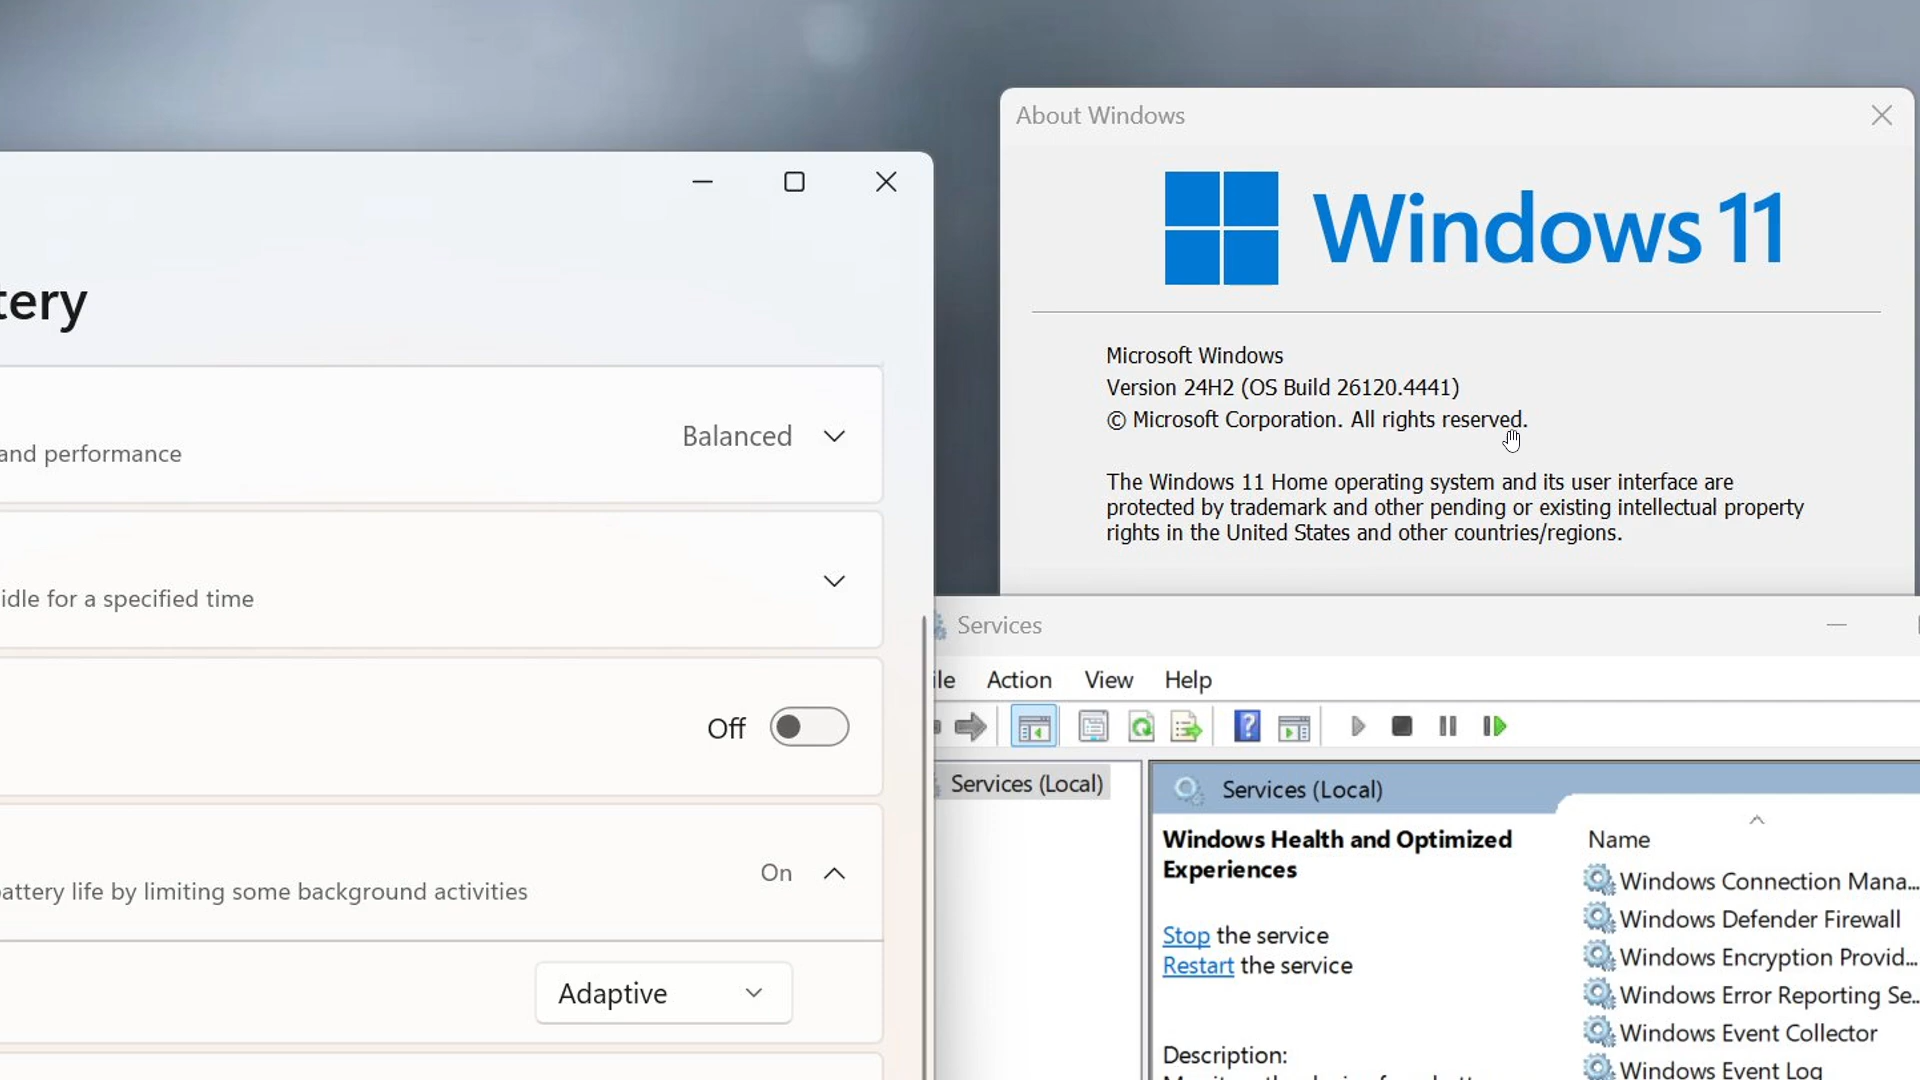 tery
Balanced
and performance
idle for a specified time
Off
On
attery life by limiting some background activities
Adaptive
About Windows
Windows 11
Microsoft Windows
Version 24H2 (OS Build 26120.4441)
© Microsoft Corporation. All rights reserved.
The Windows 11 Home operating system and its user interface are
protected by trademark and other pending or existing intellectual property
rights in the United States and other countries/regions.
Services
ile Action View Help
Services (Local)
Services (Local)
Windows Health and Optimized
Experiences
Stop the service
Restart the service
Description:
Name
Windows Connection Mana...
Windows Defender Firewall
Windows Encryption Provid...
Windows Error Reporting Se...
Windows Event Collector
Windows Event Log